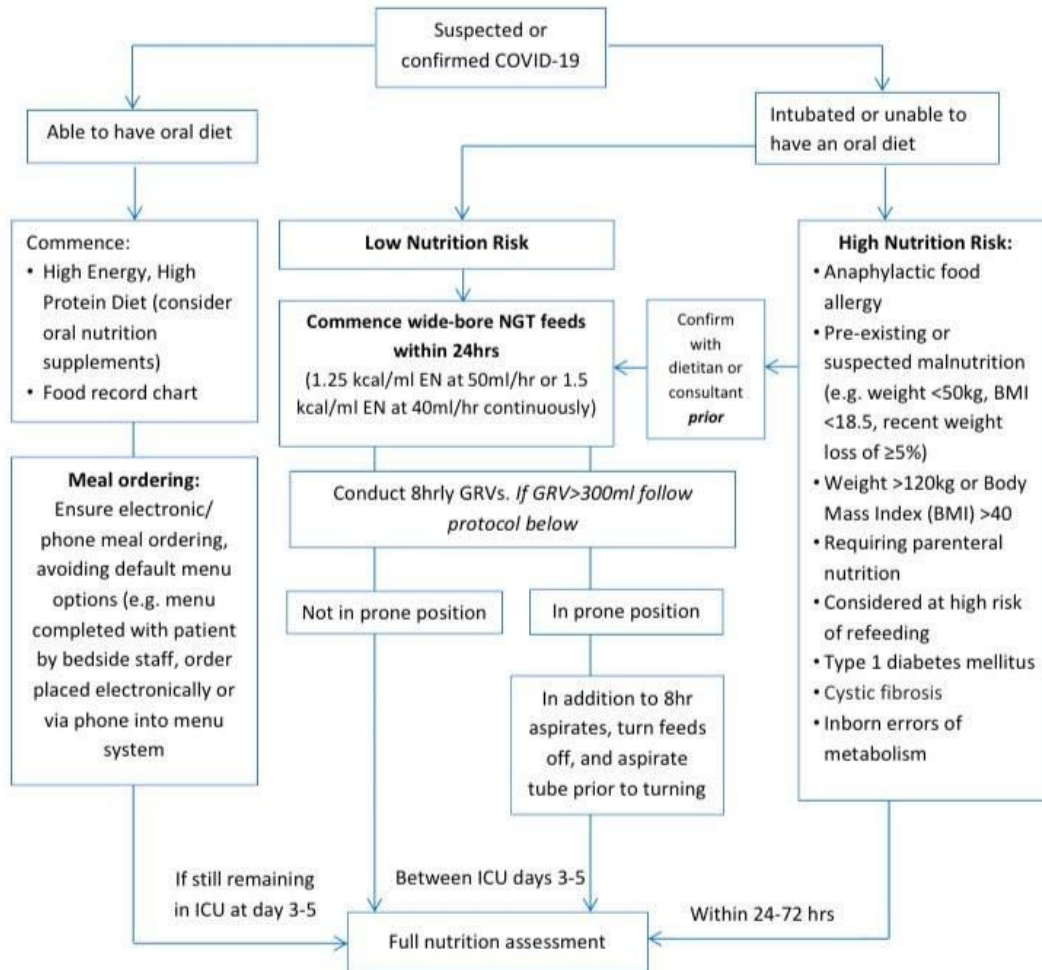 Suspected or
confirmed COVID-19
Able to have oral diet
Intubated or unable to
have an oral diet
Commence:
• High Energy, High
Protein Diet (consider
oral nutrition
supplements)
• Food record chart
Low Nutrition Risk
Commence wide-bore NGT feeds
within 24hrs
(1.25 kcal/ml EN at 50ml/hr or 1.5
kcal/ml EN at 40ml/hr continuously)
Confirm
with
dietitan or
consultant
prior
High Nutrition Risk:
• Anaphylactic food
allergy
• Pre-existing or
suspected malnutrition
(e.g. weight <50kg, BMI
<18.5, recent weight
loss of ≥5%)
• Weight >120kg or Body
Mass Index (BMI) >40
• Requiring parenteral
nutrition
• Considered at high risk
of refeeding
• Type 1 diabetes mellitus
• Cystic fibrosis
• Inborn errors of
metabolism
Meal ordering:
Ensure electronic/
phone meal ordering,
avoiding default menu
options (e.g. menu
completed with patient
by bedside staff, order
placed electronically or
via phone into menu
system
Conduct 8hrly GRVs. If GRV>300ml follow
protocol below
Not in prone position
In prone position
In addition to 8hr
aspirates, turn feeds
off, and aspirate
tube prior to turning
If still remaining
in ICU at day 3-5
Between ICU days 3-5
Within 24-72 hrs
Full nutrition assessment